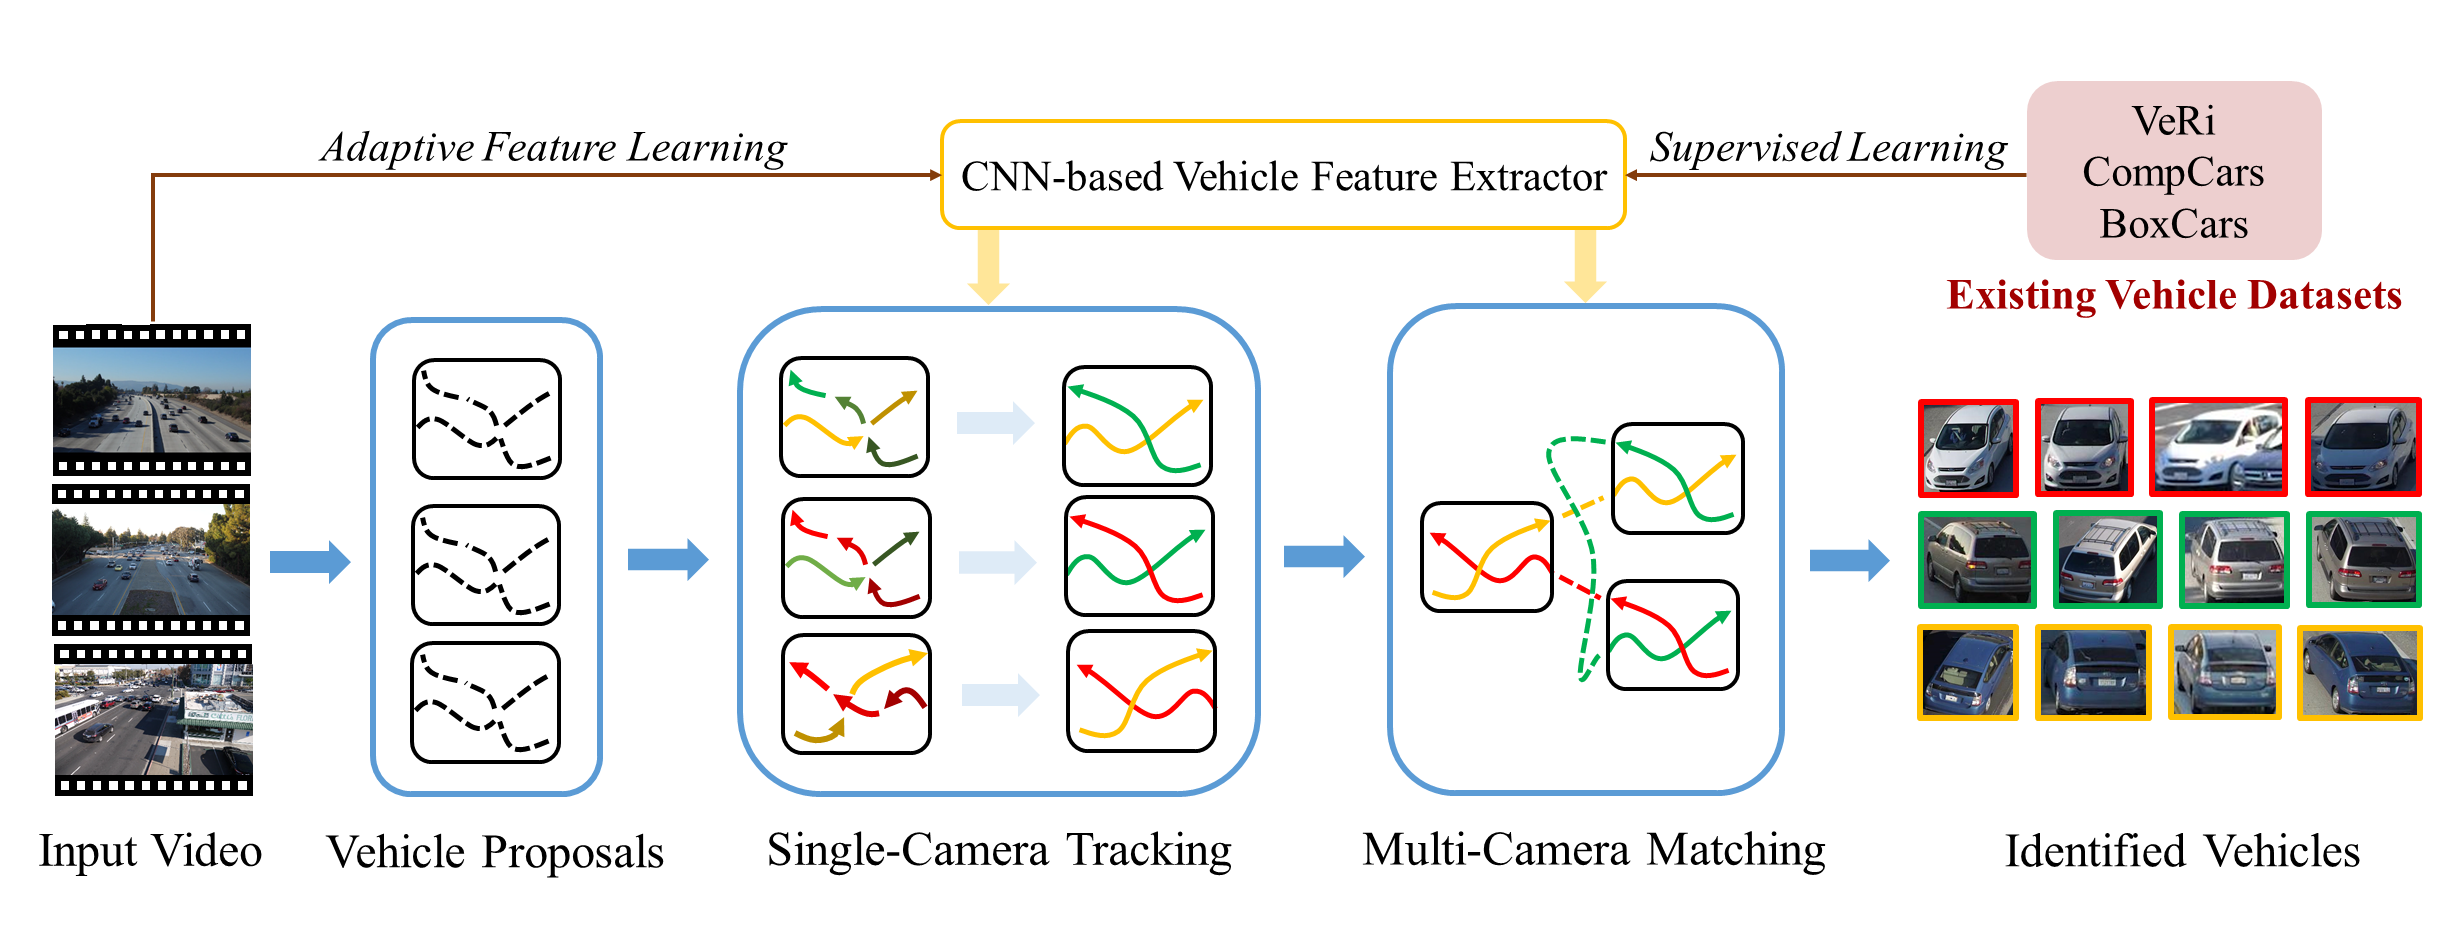 Adaptive Feature Learning
CNN-based Vehicle Feature Extractor
Supervised Learning
VeRi
CompCars
BoxCars
Existing Vehicle Datasets
Input Video
Vehicle Proposals
Single-Camera Tracking
Multi-Camera Matching
Identified Vehicles